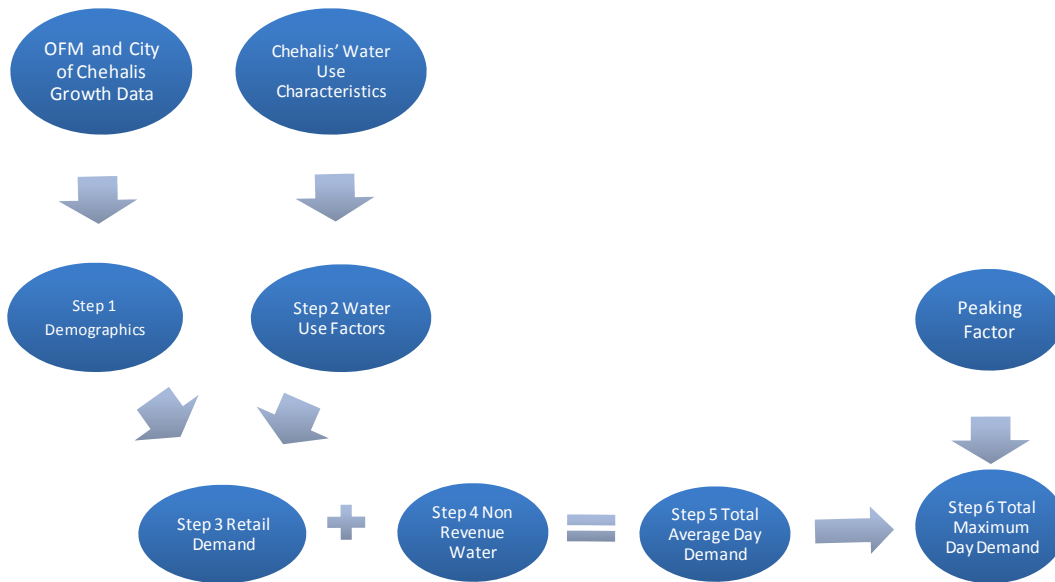 OFM and City
of Chehalis
Growth Data
Chehalis’ Water
Use
Characteristics
Step 1
Demographics
Step 2 Water
Use Factors
Peaking
Factor
Step 3 Retail
Demand
Step 4 Non
Revenue
Water
Step 5 Total
Average Day
Demand
Step 6 Total
Maximum
Day Demand